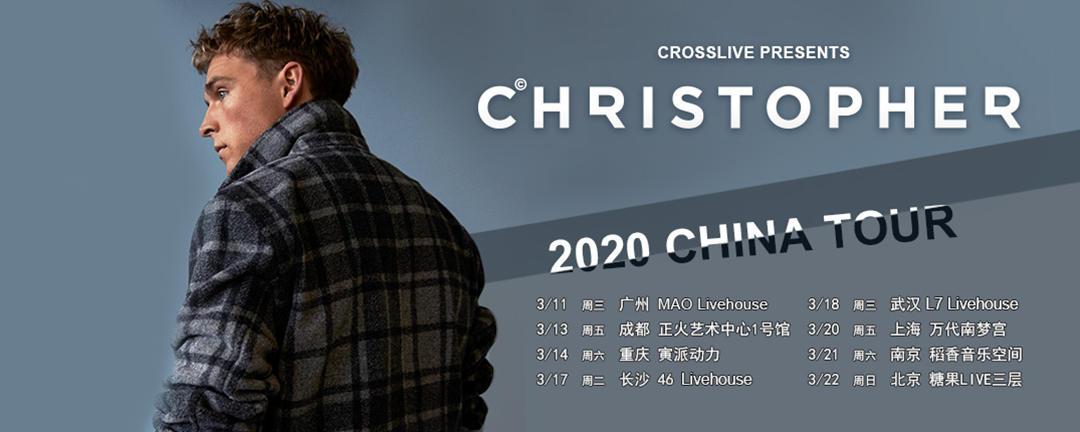 CROSSLIVE PRESENTS
C©HRISTOPHER
2020 CHINA TOUR
3/11 周三 广州 MAO Livehouse
3/13 周五 成都 正火艺术中心1号馆
3/14 周六 重庆 寅派动力
3/17 周二 长沙 46 Livehouse
3/18 周三 武汉 L7 Livehouse
3/20 周五 上海 万代南梦宫
3/21 周六 南京 稻香音乐空间
3/22 周日 北京 糖果LIVE三层